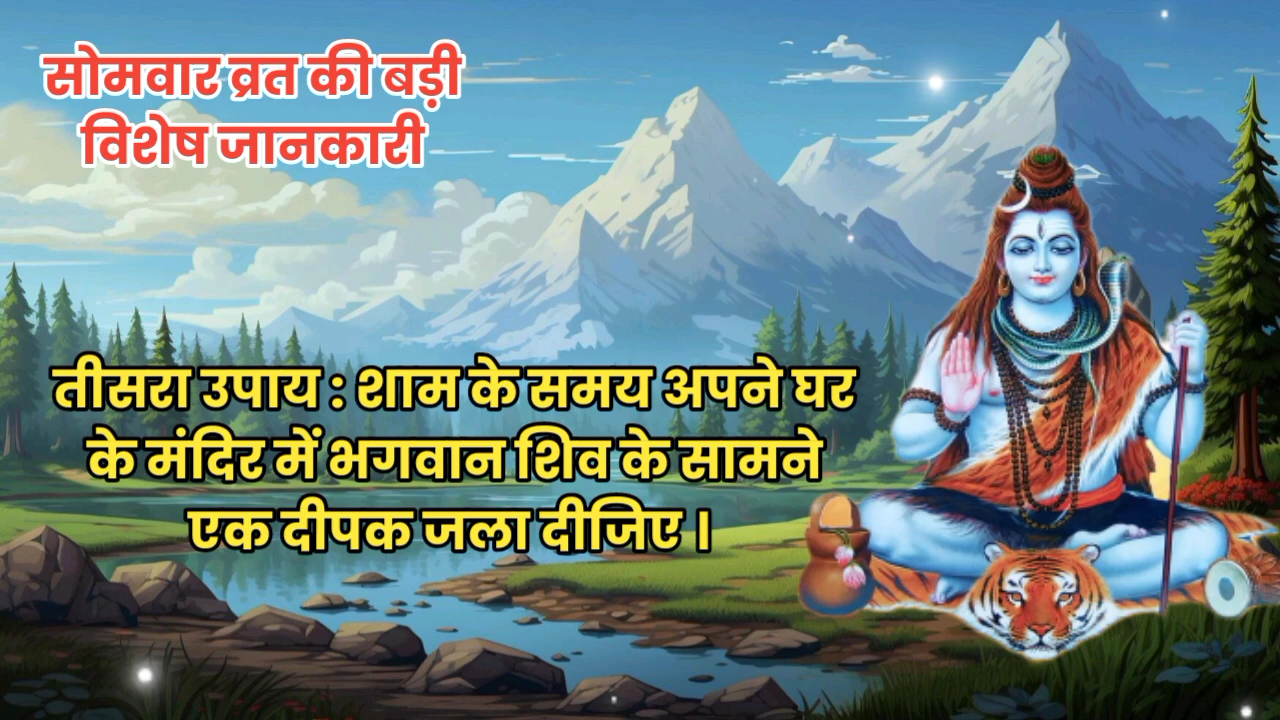 सोमवार व्रत की बड़ी
विशेष जानकारी
तीसरा उपाय : शाम के समय अपने घर
के मंदिर में भगवान शिव के सामने
एक दीपक जला दीजिए ।